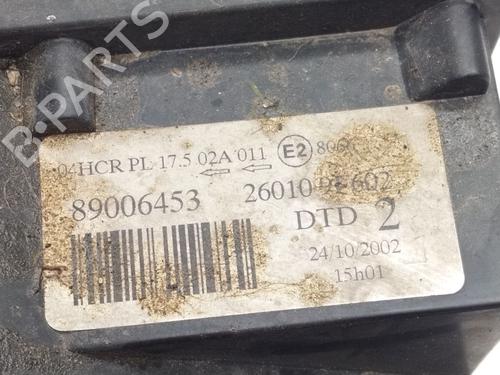 B-PARTS
04HCR PL 17.5 02A 011 E2
89006453
DTD 2
24/10/2002
15h01